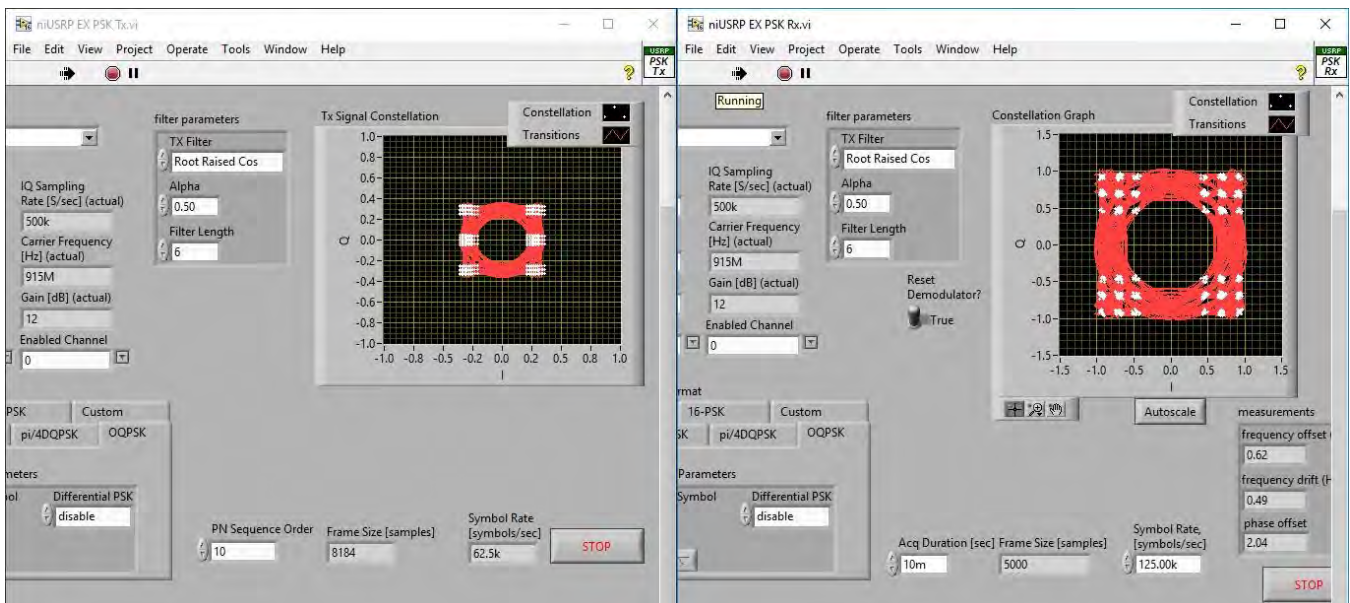 niUSRP EX PSK Tx.vi
File Edit View Project Operate Tools Window Help
USRP
PSK
Tx
filter parameters
TX Filter
Root Raised Cos
Alpha
0.50
Filter Length
6
IQ Sampling
Rate [S/sec] (actual)
500k
Carrier Frequency
[Hz] (actual)
915M
Gain [dB] (actual)
12
Enabled Channel
0
Tx Signal Constellation
Constellation
Transitions
1.0
0.8
0.6
0.4
0.2
0.0
-0.2
-0.4
-0.6
-0.8
-1.0
Q
-1.0 -0.8 -0.5 -0.2 0.0 0.2 0.5 0.8 1.0
I
PSK Custom
pi/4DQPSK OQPSK
meters
ol Differential PSK
disable
PN Sequence Order
10
Frame Size [samples]
8184
Symbol Rate
[symbols/sec]
62.5k
STOP
niUSRP EX PSK Rx.vi
File Edit View Project Operate Tools Window Help
USRP
PSK
Rx
Running
filter parameters
TX Filter
Root Raised Cos
Alpha
0.50
Filter Length
6
IQ Sampling
Rate [S/sec] (actual)
500k
Carrier Frequency
[Hz] (actual)
915M
Gain [dB] (actual)
12
Enabled Channel
0
Reset
Demodulator?
True
Constellation Graph
Constellation
Transitions
1.5
1.0
0.5
0.0
-0.5
-1.0
-1.5
Q
-1.5 -1.0 -0.5 0.0 0.5 1.0 1.5
I
Autoscale
measurements
frequency offset (
0.62
frequency drift (H
0.49
phase offset
2.04
rmat
16-PSK Custom
SK pi/4DQPSK OQPSK
Parameters
Symbol Differential PSK
disable
Acq Duration [sec]
10m
Frame Size [samples]
5000
Symbol Rate,
[symbols/sec]
125.00k
STOP